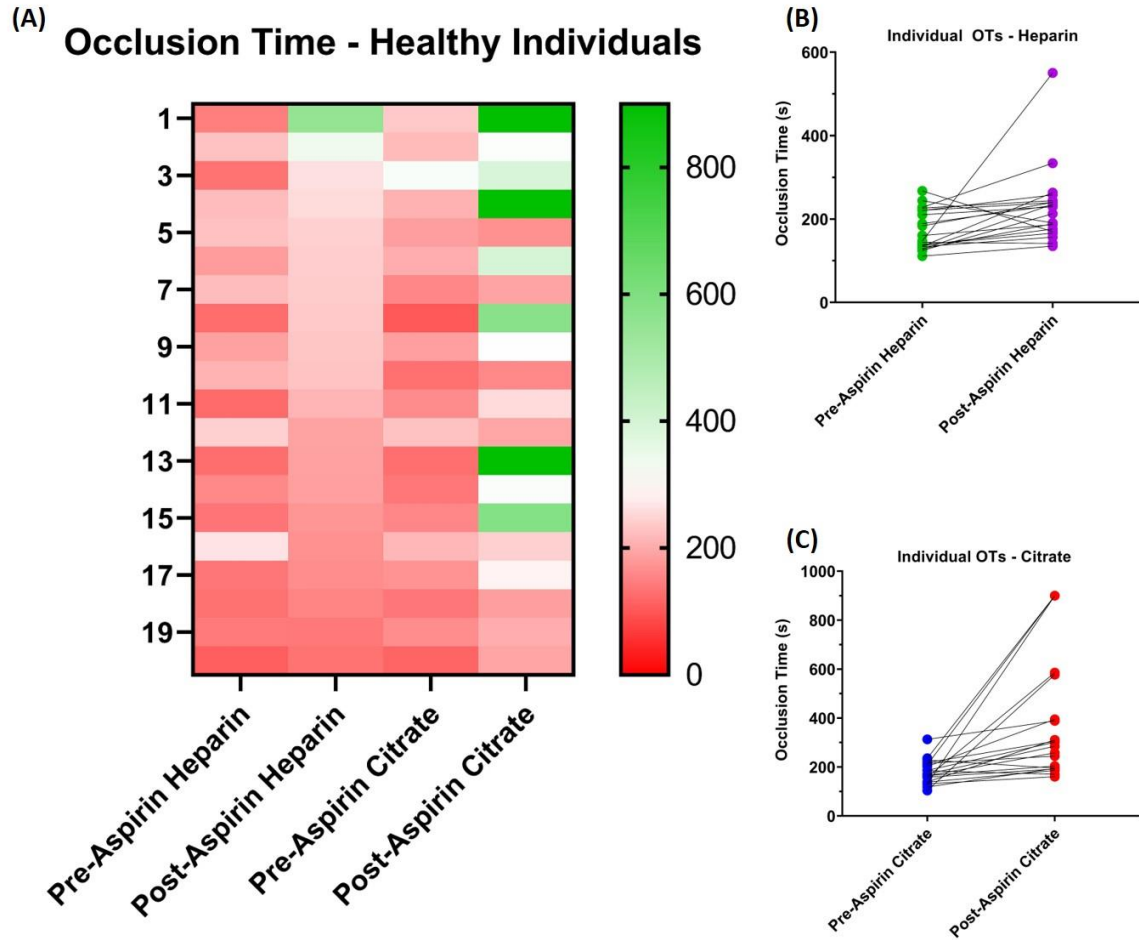 (A)
Occlusion Time - Healthy Individuals
1
3
5
7
9
11
13
15
17
19
800
600
400
200
0
Pre-Aspirin Heparin
Post-Aspirin Heparin
Pre-Aspirin Citrate
Post-Aspirin Citrate
(B)
Individual OTs - Heparin
Occlusion Time (s)
600
400
200
0
Pre-Aspirin Heparin
Post-Aspirin Heparin
(C)
Individual OTs - Citrate
Occlusion Time (s)
1000
800
600
400
200
0
Pre-Aspirin Citrate
Post-Aspirin Citrate